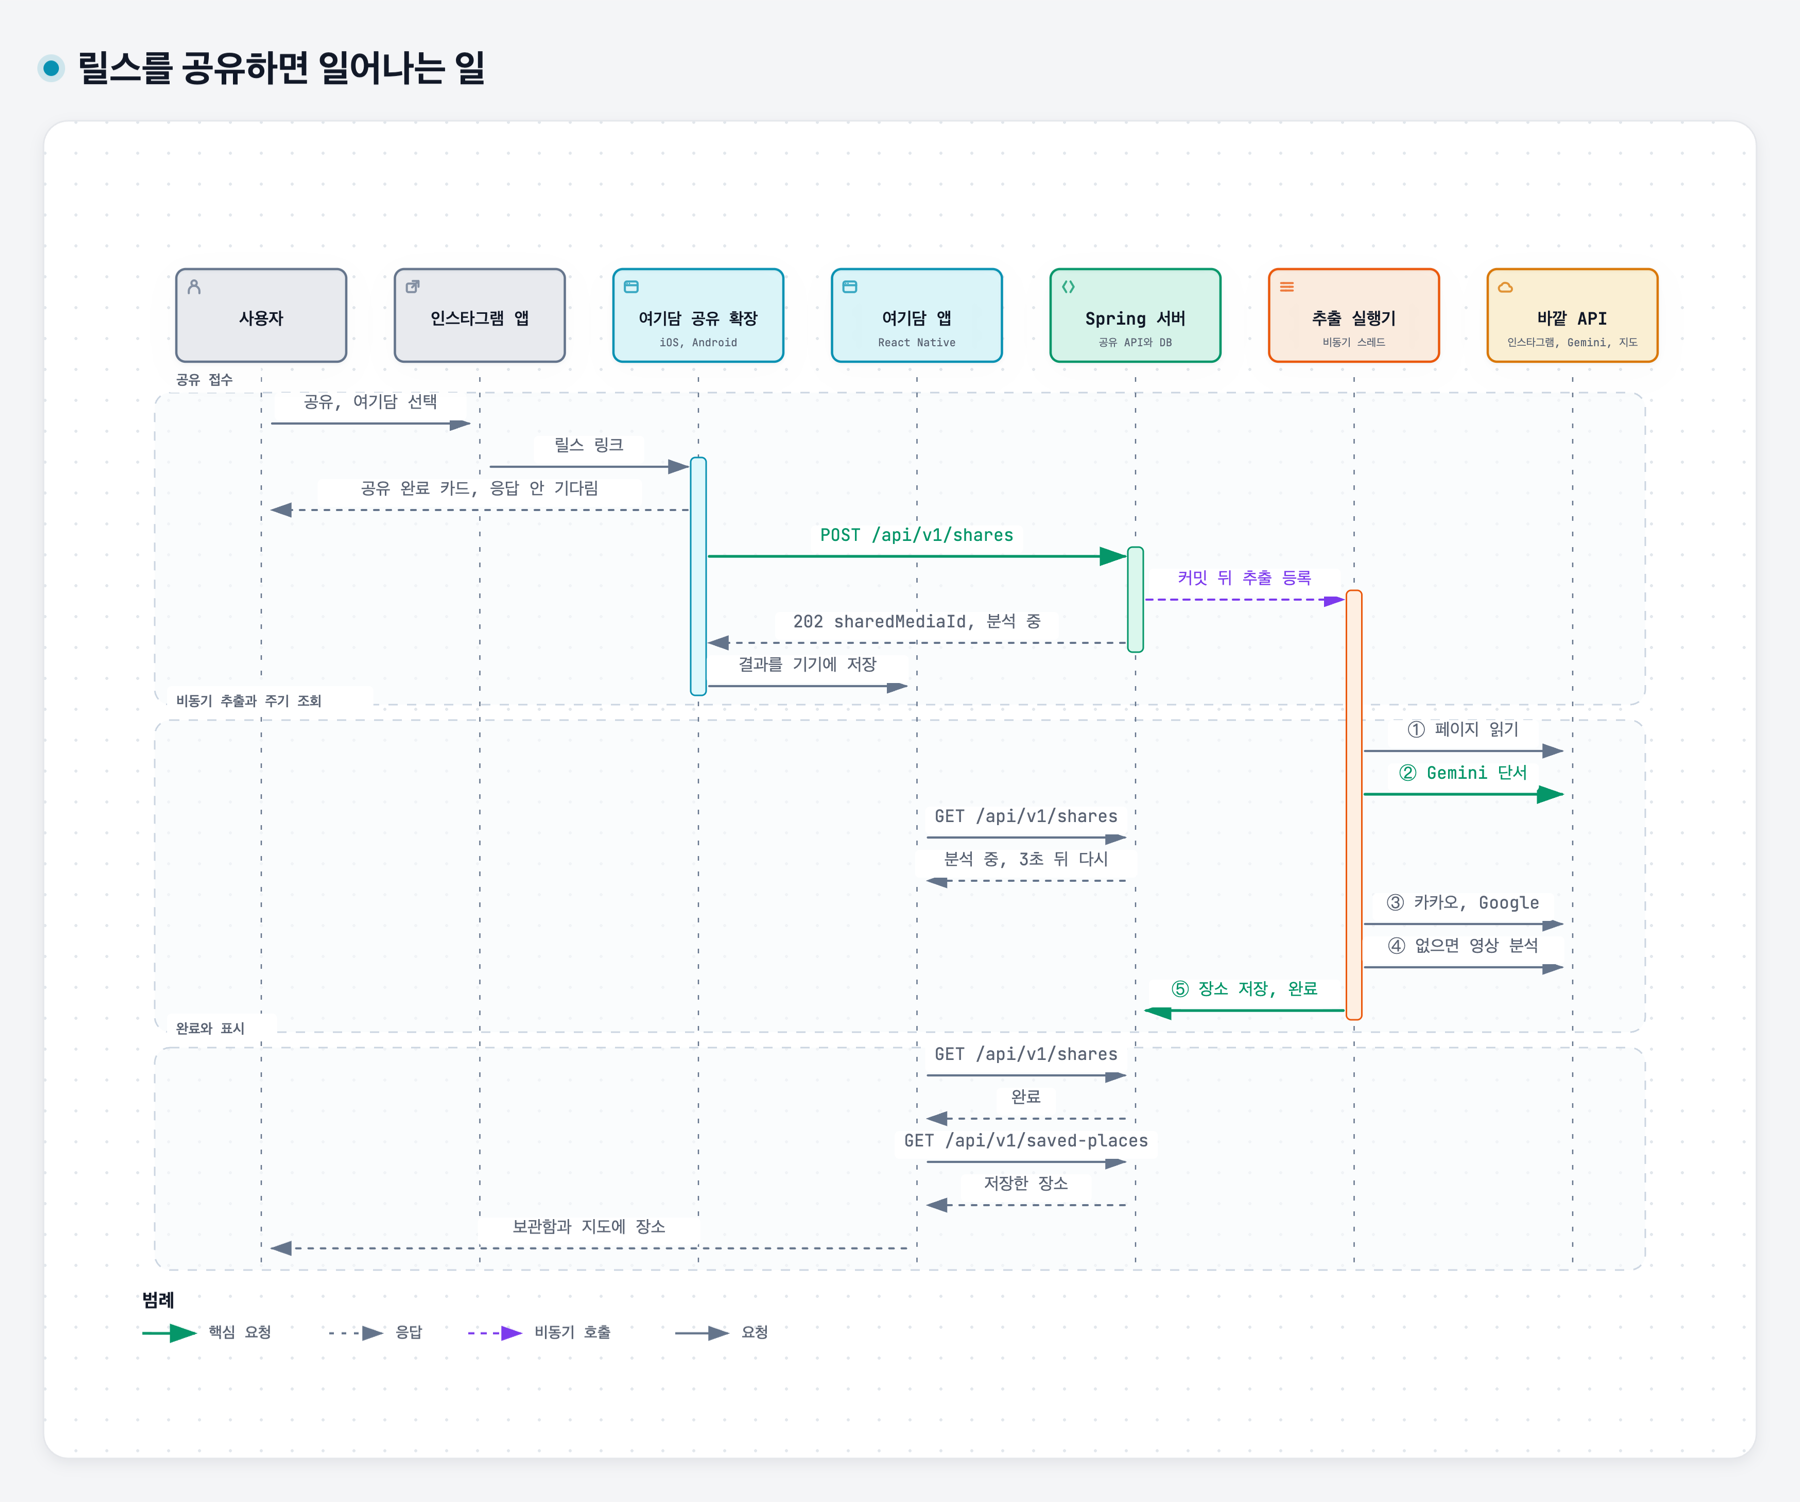 릴스를 공유하면 일어나는 일
사용자
인스타그램 앱
여기담 공유 확장
iOS, Android
여기담 앱
React Native
Spring 서버
공유 API와 DB
추출 실행기
비동기 스레드
바깥 API
인스타그램, Gemini, 지도
공유 접수
공유, 여기담 선택
릴스 링크
공유 완료 카드, 응답 안 기다림
POST /api/v1/shares
커밋 뒤 추출 등록
202 sharedMediaId, 분석 중
결과를 기기에 저장
비동기 추출과 주기 조회
① 페이지 읽기
② Gemini 단서
GET /api/v1/shares
분석 중, 3초 뒤 다시
③ 카카오, Google
④ 없으면 영상 분석
⑤ 장소 저장, 완료
완료와 표시
GET /api/v1/shares
완료
GET /api/v1/saved-places
저장한 장소
보관함과 지도에 장소
범례
핵심 요청
응답
비동기 호출
요청